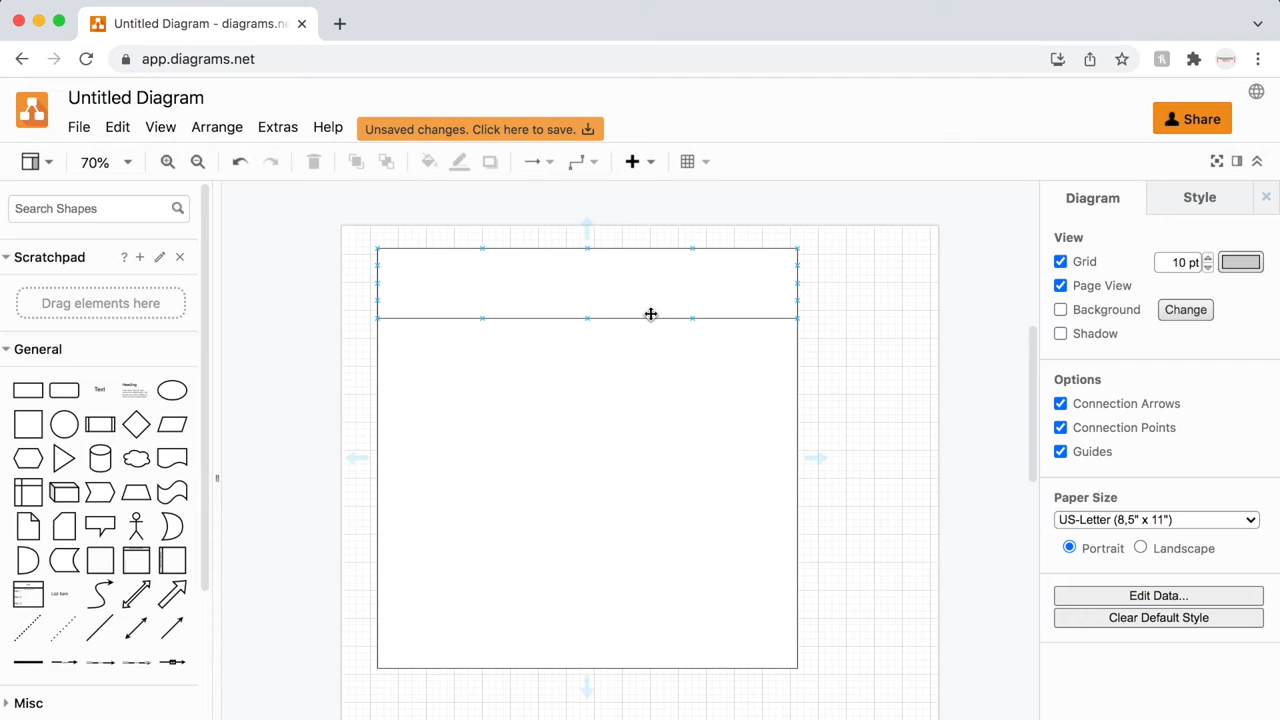 Untitled Diagram - diagrams.ne
app.diagrams.net
Untitled Diagram
File Edit View Arrange Extras Help
Unsaved changes. Click here to save.
Share
70%
Search Shapes
Scratchpad ?
Drag elements here
General
Text
Heading
List Item
Misc
Diagram Style
View
Grid 10 pt
Page View
Background Change
Shadow
Options
Connection Arrows
Connection Points
Guides
Paper Size
US-Letter (8,5" x 11")
Portrait Landscape
Edit Data...
Clear Default Style